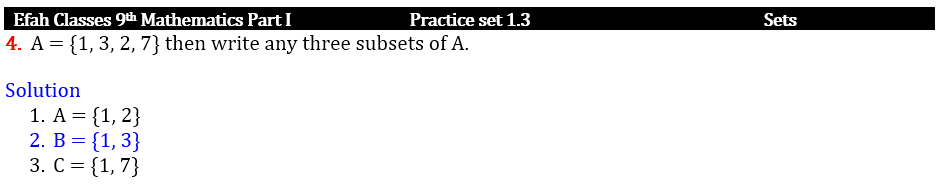 Efah Classes 9th Mathematics Part I Practice set 1.3 Sets
4. A = {1, 3, 2, 7} then write any three subsets of A.
Solution
1. A = {1, 2}
2. B = {1, 3}
3. C = {1, 7}